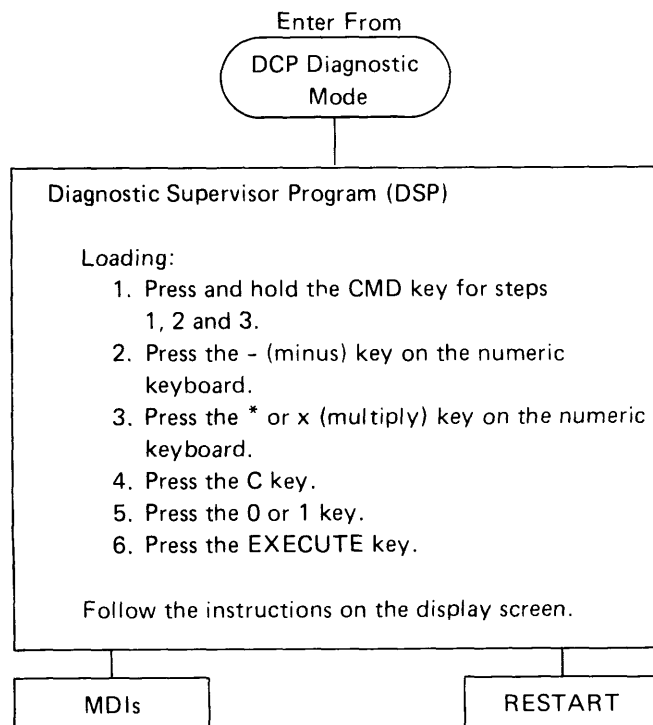 Enter From
DCP Diagnostic
Mode
Diagnostic Supervisor Program (DSP)
Loading:
1. Press and hold the CMD key for steps
1, 2 and 3.
2. Press the - (minus) key on the numeric
keyboard.
3. Press the * or x (multiply) key on the numeric
keyboard.
4. Press the C key.
5. Press the 0 or 1 key.
6. Press the EXECUTE key.
Follow the instructions on the display screen.
MDIs
RESTART